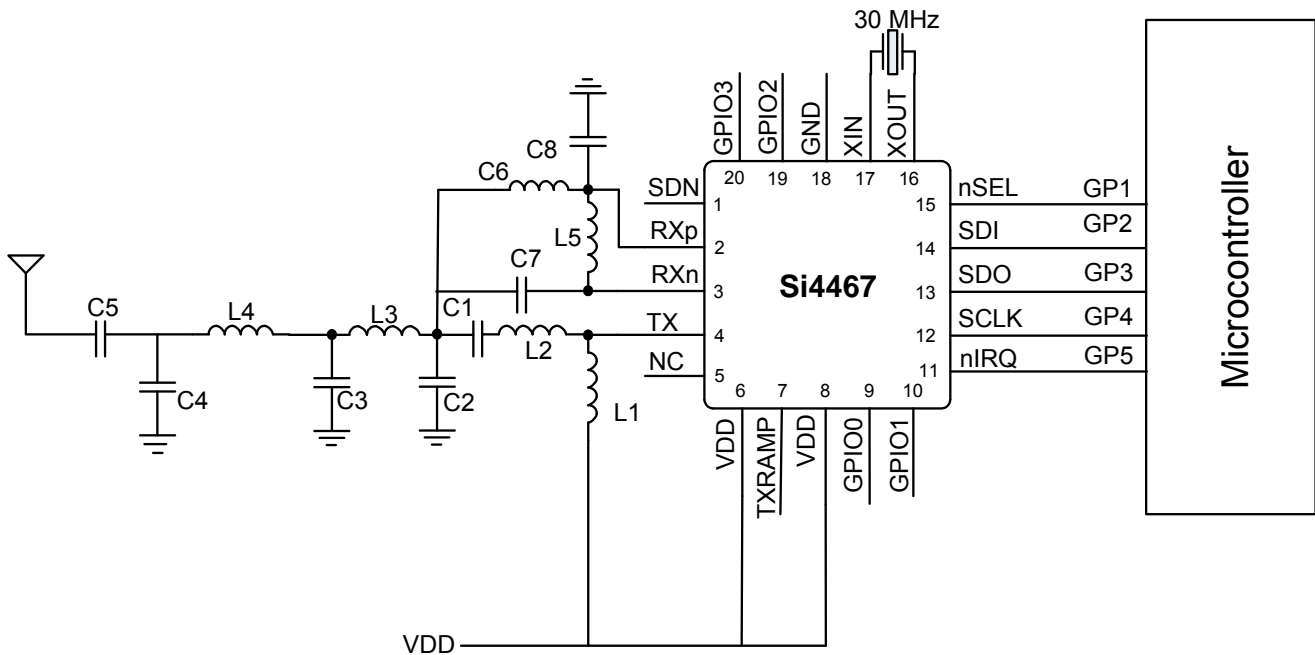 30 MHz
GPIO3
GPIO2
GND
XIN
XOUT
20
19
18
17
16
C8
C6
L5
C7
SDN
1
RXp
2
RXn
3
TX
4
NC
5
Si4467
nSEL
15
GP1
SDI
14
GP2
SDO
13
GP3
SCLK
12
GP4
nIRQ
11
GP5
Microcontroller
C5
L4
L3
C1
L2
C4
C3
C2
L1
6
7
8
9
10
VDD
TXRAMP
VDD
GPIO0
GPIO1
VDD